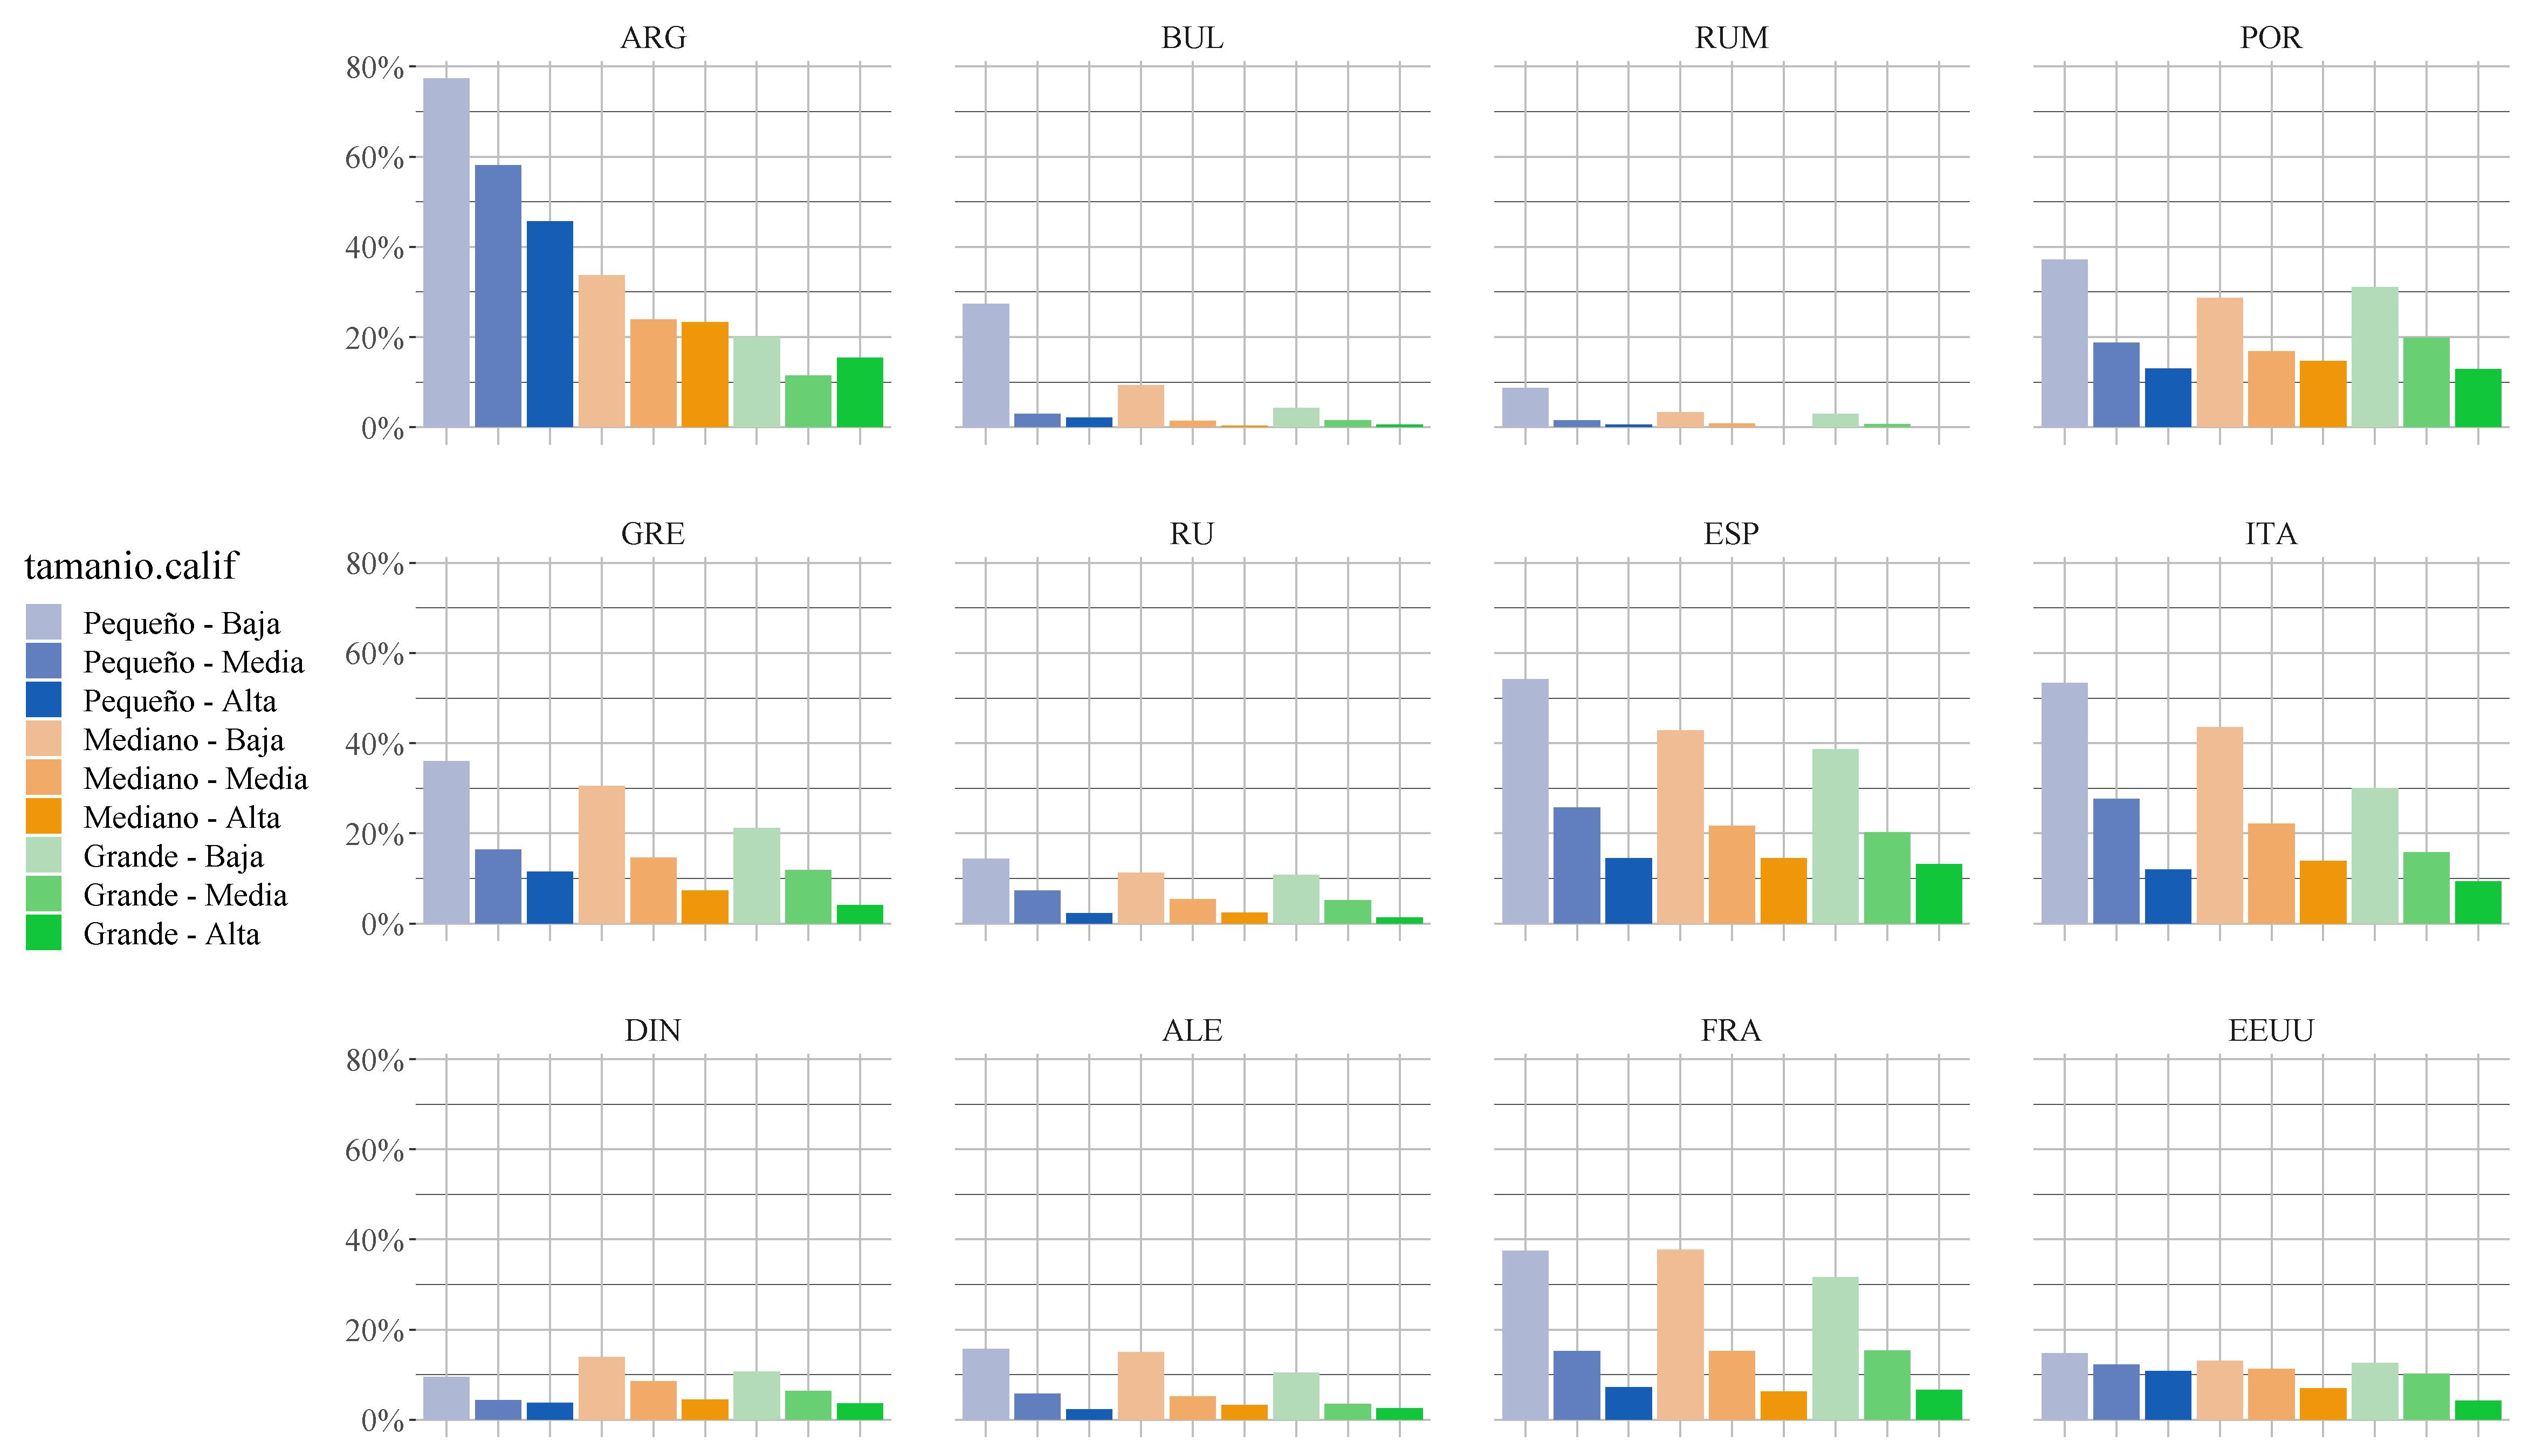 ARG BUL RUM POR
80%
60%
40%
20%
0%
GRE RU ESP ITA
80%
60%
40%
20%
0%
tamanio.calif
Pequeño - Baja
Pequeño - Media
Pequeño - Alta
Mediano - Baja
Mediano - Media
Mediano - Alta
Grande - Baja
Grande - Media
Grande - Alta
DIN ALE FRA EEUU
80%
60%
40%
20%
0%